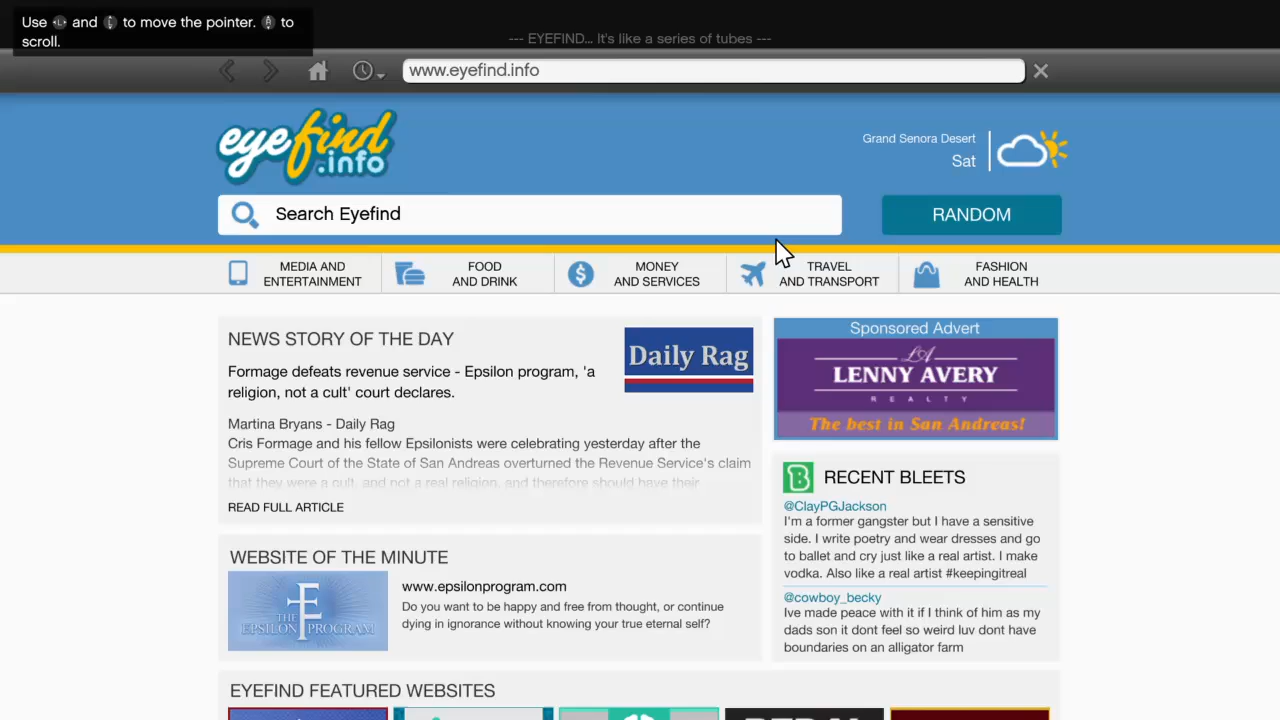 Use L and L to move the pointer. R to
scroll.
--- EYEFIND... It's like a series of tubes ---
www.eyefind.info
eyefind
.info
Grand Senora Desert
Sat
Search Eyefind
RANDOM
MEDIA AND
ENTERTAINMENT
FOOD
AND DRINK
MONEY
AND SERVICES
TRAVEL
AND TRANSPORT
FASHION
AND HEALTH
NEWS STORY OF THE DAY
Daily Rag
Formage defeats revenue service - Epsilon program, 'a
religion, not a cult' court declares.
Martina Bryans - Daily Rag
Cris Formage and his fellow Epsilonists were celebrating yesterday after the
Supreme Court of the State of San Andreas overturned the Revenue Service's claim
that they were a cult, and not a real religion, and therefore should have their
READ FULL ARTICLE
Sponsored Advert
LA
LENNY AVERY
REALTY
The best in San Andreas!
RECENT BLEETS
@ClayPGJackson
I'm a former gangster but I have a sensitive
side. I write poetry and wear dresses and go
to ballet and cry just like a real artist. I make
vodka. Also like a real artist #keepingitreal
@cowboy_becky
Ive made peace with it if I think of him as my
dads son it dont feel so weird luv dont have
boundaries on an alligator farm
WEBSITE OF THE MINUTE
THE
EPSILON PROGRAM
www.epsilonprogram.com
Do you want to be happy and free from thought, or continue
dying in ignorance without knowing your true eternal self?
EYEFIND FEATURED WEBSITES